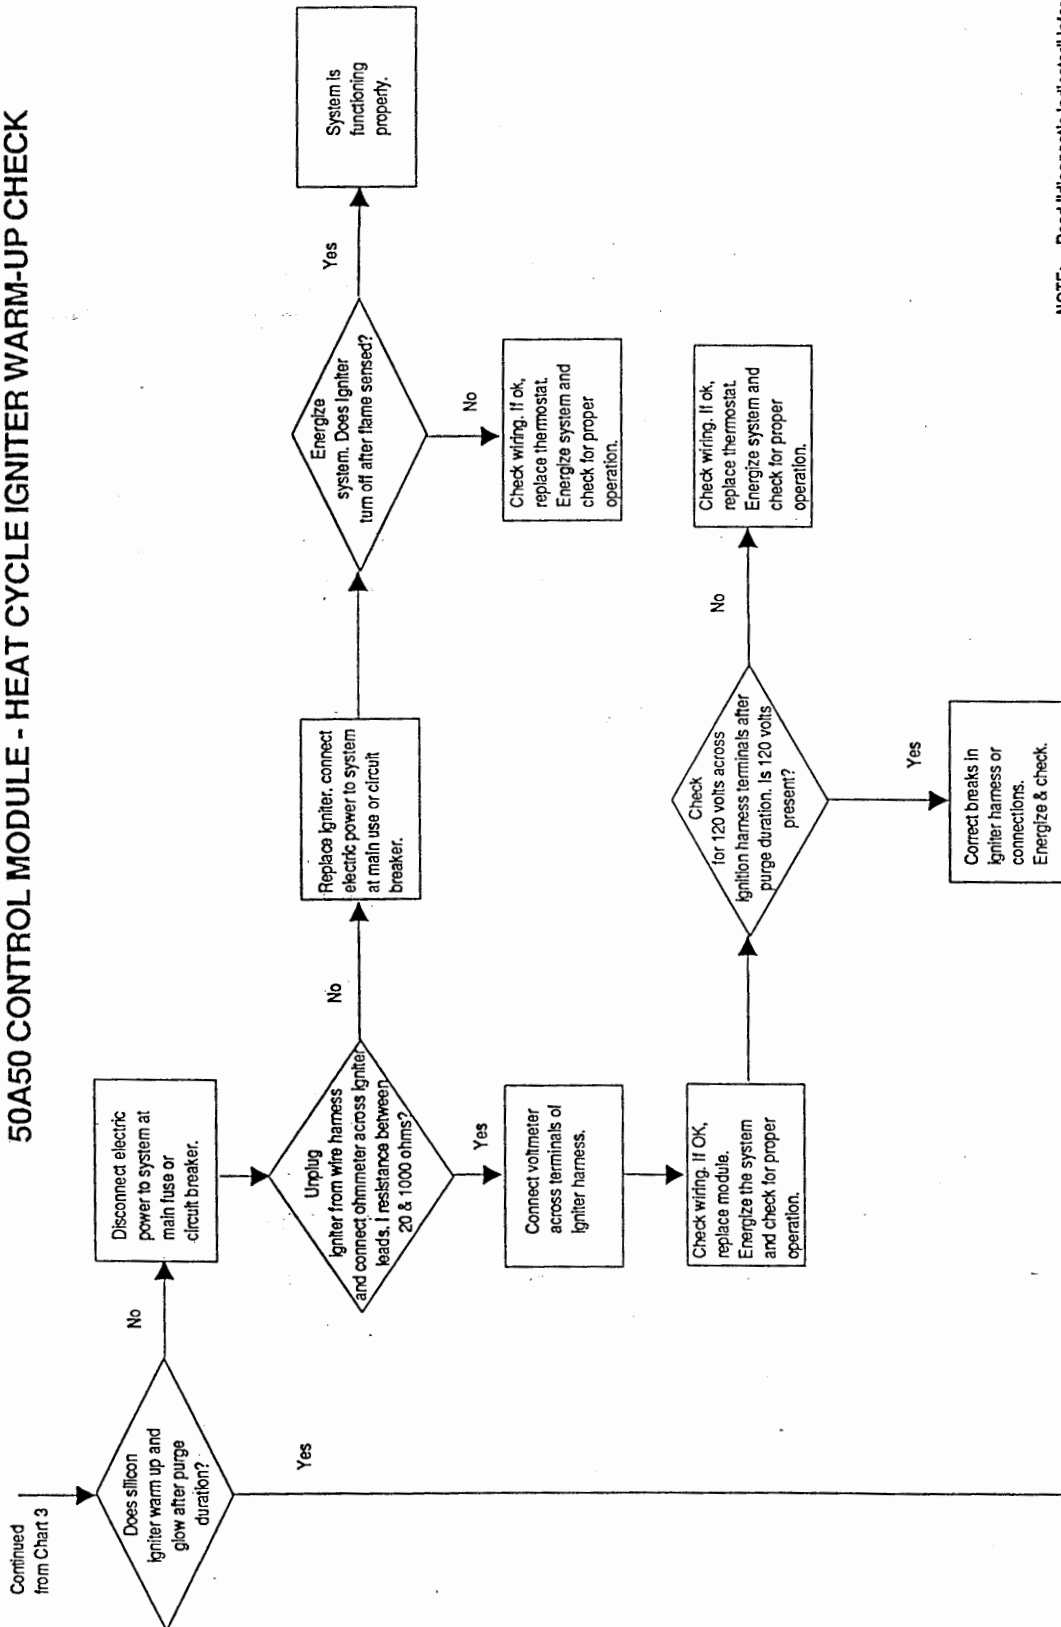 50A50 CONTROL MODULE - HEAT CYCLE IGNITER WARM-UP CHECK
Continued
from Chart 3
Does silicon
Igniter warm up and
glow after purge
duration?
No
Yes
Disconnect electric
power to system at
main fuse or
circuit breaker.
Unplug
Igniter from wire harness
and connect ohmmeter across Igniter
leads. I resistance between
20 & 1000 ohms?
No
Yes
Replace Igniter. connect
electric power to system
at main use or circuit
breaker.
Energize
system. Does Igniter
turn off after flame sensed?
Yes
No
System is
functioning
properly.
Check wiring. If ok,
replace thermostat.
Energize system and
check for proper
operation.
Connect voltmeter
across terminals of
Igniter harness.
Check wiring. If OK,
replace module.
Energize the system
and check for proper
operation.
Check
for 120 volts across
Ignition harness terminals after
purge duration. Is 120 volts
present?
No
Yes
Check wiring. If ok,
replace thermostat.
Energize system and
check for proper
operation.
Correct breaks in
Igniter harness or
connections.
Energize & check.
NOTE: